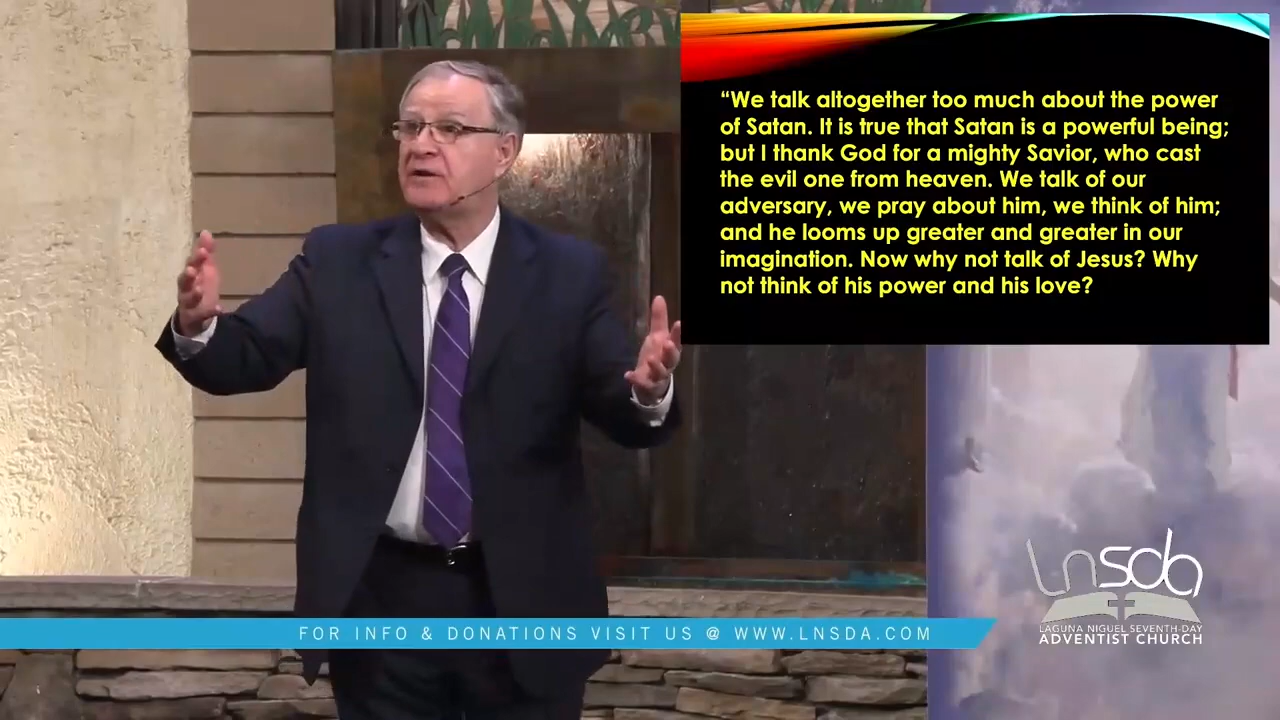 “We talk altogether too much about the power
of Satan. It is true that Satan is a powerful being;
but I thank God for a mighty Savior, who cast
the evil one from heaven. We talk of our
adversary, we pray about him, we think of him;
and he looms up greater and greater in our
imagination. Now why not talk of Jesus? Why
not think of his power and his love?
lnsda
LAGUNA NIGUEL SEVENTH-DAY
ADVENTIST CHURCH
FOR INFO & DONATIONS VISIT US @ WWW.LNSDA.COM